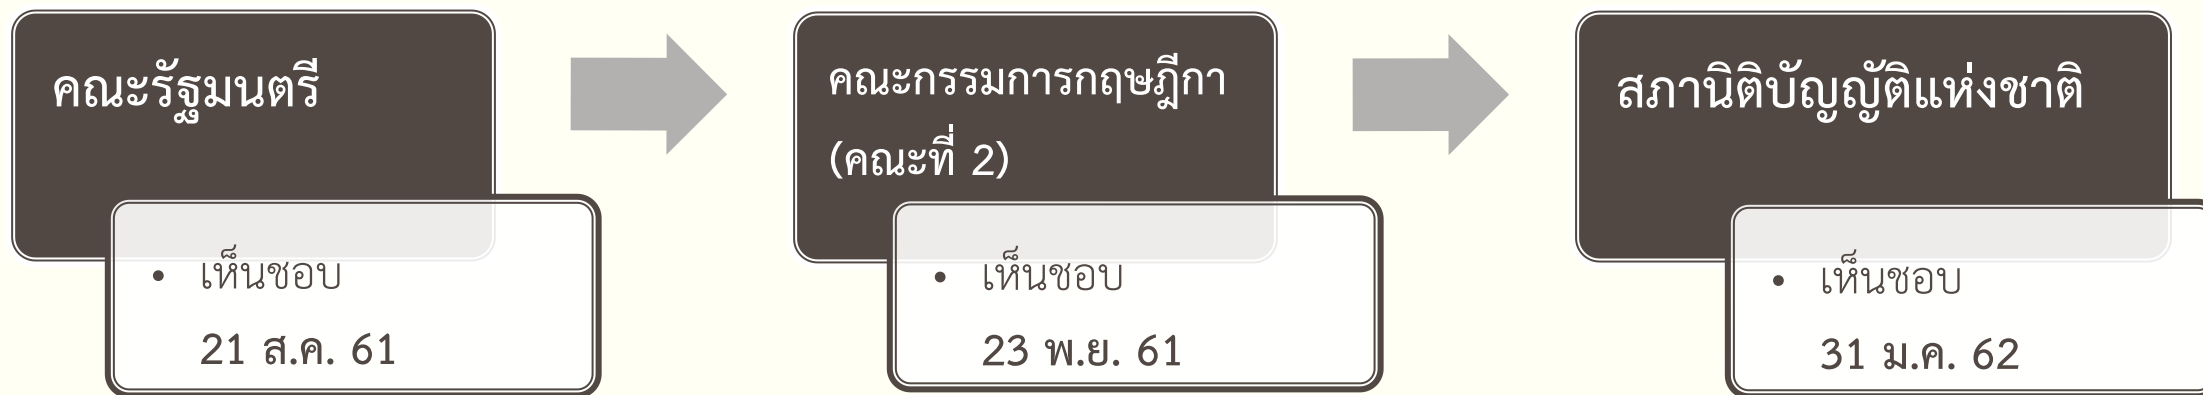 คณะรัฐมนตรี
• เห็นชอบ
21 ส.ค. 61
คณะกรรมการกฤษฎีกา
(คณะที่ 2)
• เห็นชอบ
23 พ.ย. 61
สภานิติบัญญัติแห่งชาติ
• เห็นชอบ
31 ม.ค. 62